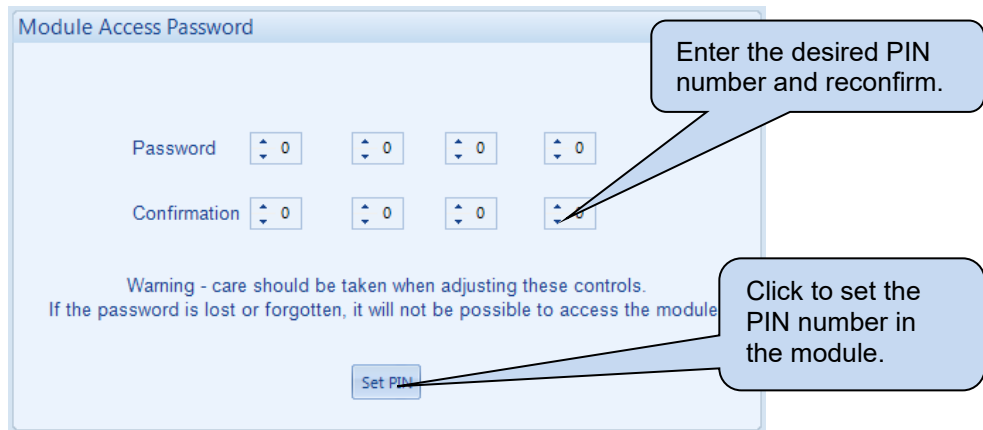 Module Access Password
Enter the desired PIN
number and reconfirm.
Password 0 0 0 0
Confirmation 0 0 0 0
Warning - care should be taken when adjusting these controls.
If the password is lost or forgotten, it will not be possible to access the module
Click to set the
PIN number in
the module.
Set PIN